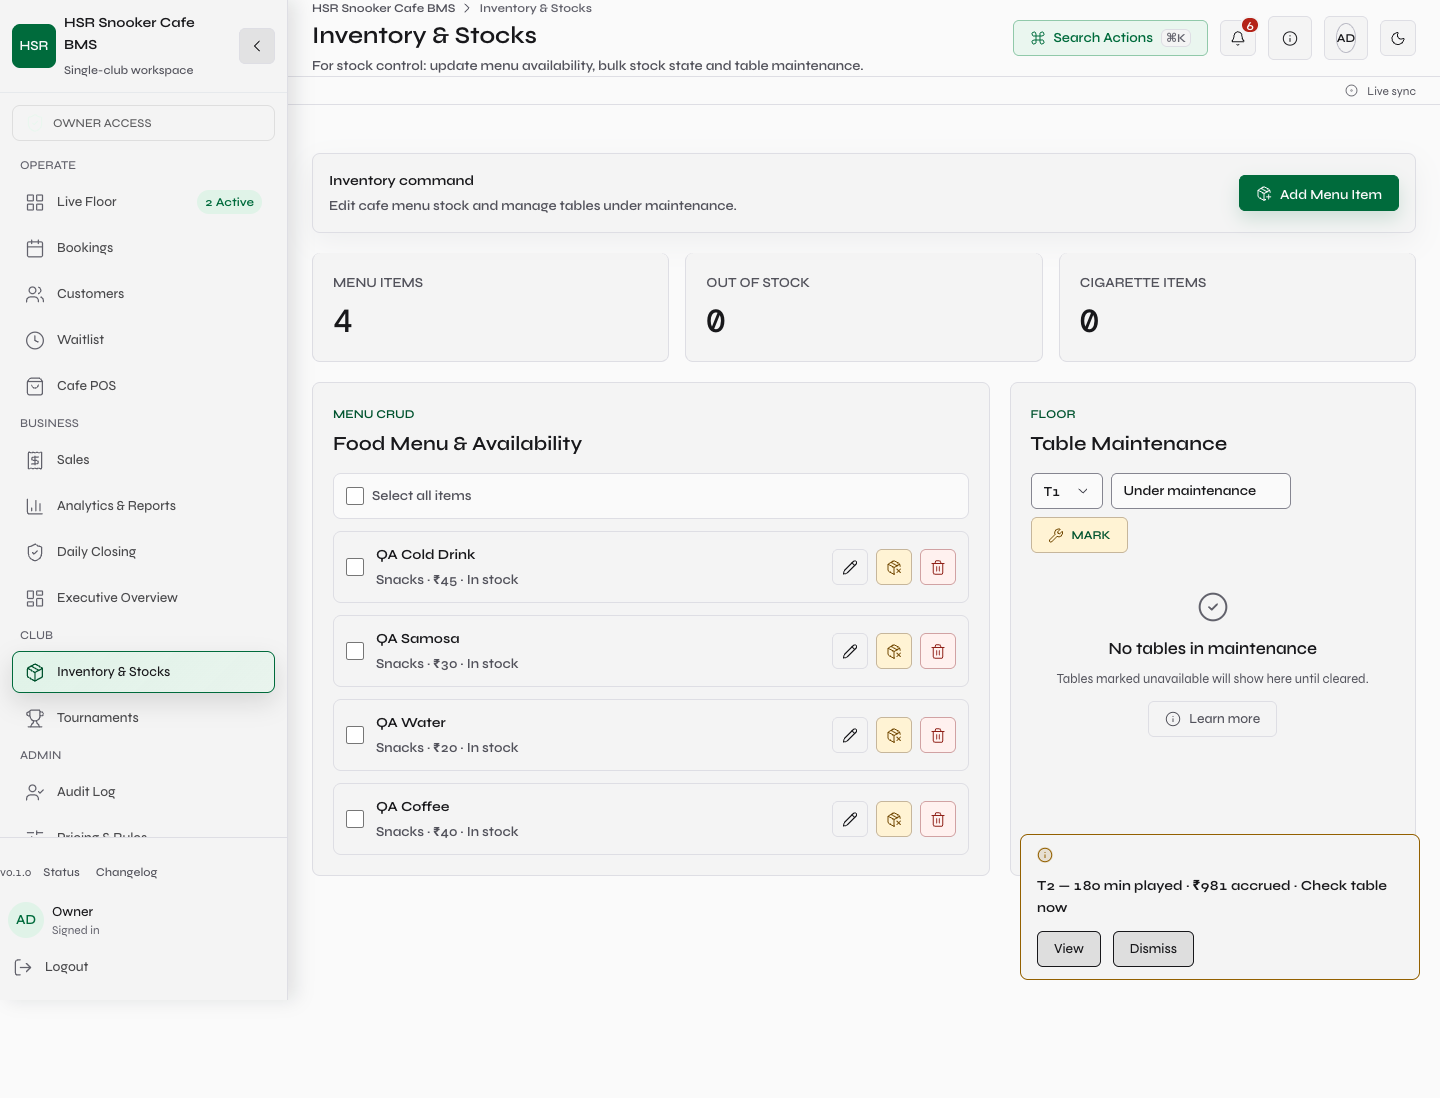 HSR
HSR Snooker Cafe
BMS
Single-club workspace
OWNER ACCESS
OPERATE
Live Floor
2 Active
Bookings
Customers
Waitlist
Cafe POS
BUSINESS
Sales
Analytics & Reports
Daily Closing
Executive Overview
CLUB
Inventory & Stocks
Tournaments
ADMIN
Audit Log
Pricing & Rules
v0.1.0 Status Changelog
AD
Owner
Signed in
Logout
HSR Snooker Cafe BMS > Inventory & Stocks
Inventory & Stocks
For stock control: update menu availability, bulk stock state and table maintenance.
Search Actions ⌘K
6
AD
Live sync
Inventory command
Edit cafe menu stock and manage tables under maintenance.
Add Menu Item
MENU ITEMS
4
OUT OF STOCK
0
CIGARETTE ITEMS
0
MENU CRUD
Food Menu & Availability
Select all items
QA Cold Drink
Snacks · ₹45 · In stock
QA Samosa
Snacks · ₹30 · In stock
QA Water
Snacks · ₹20 · In stock
QA Coffee
Snacks · ₹40 · In stock
FLOOR
Table Maintenance
T1
Under maintenance
MARK
No tables in maintenance
Tables marked unavailable will show here until cleared.
Learn more
T2 — 180 min played · ₹981 accrued · Check table
now
View
Dismiss